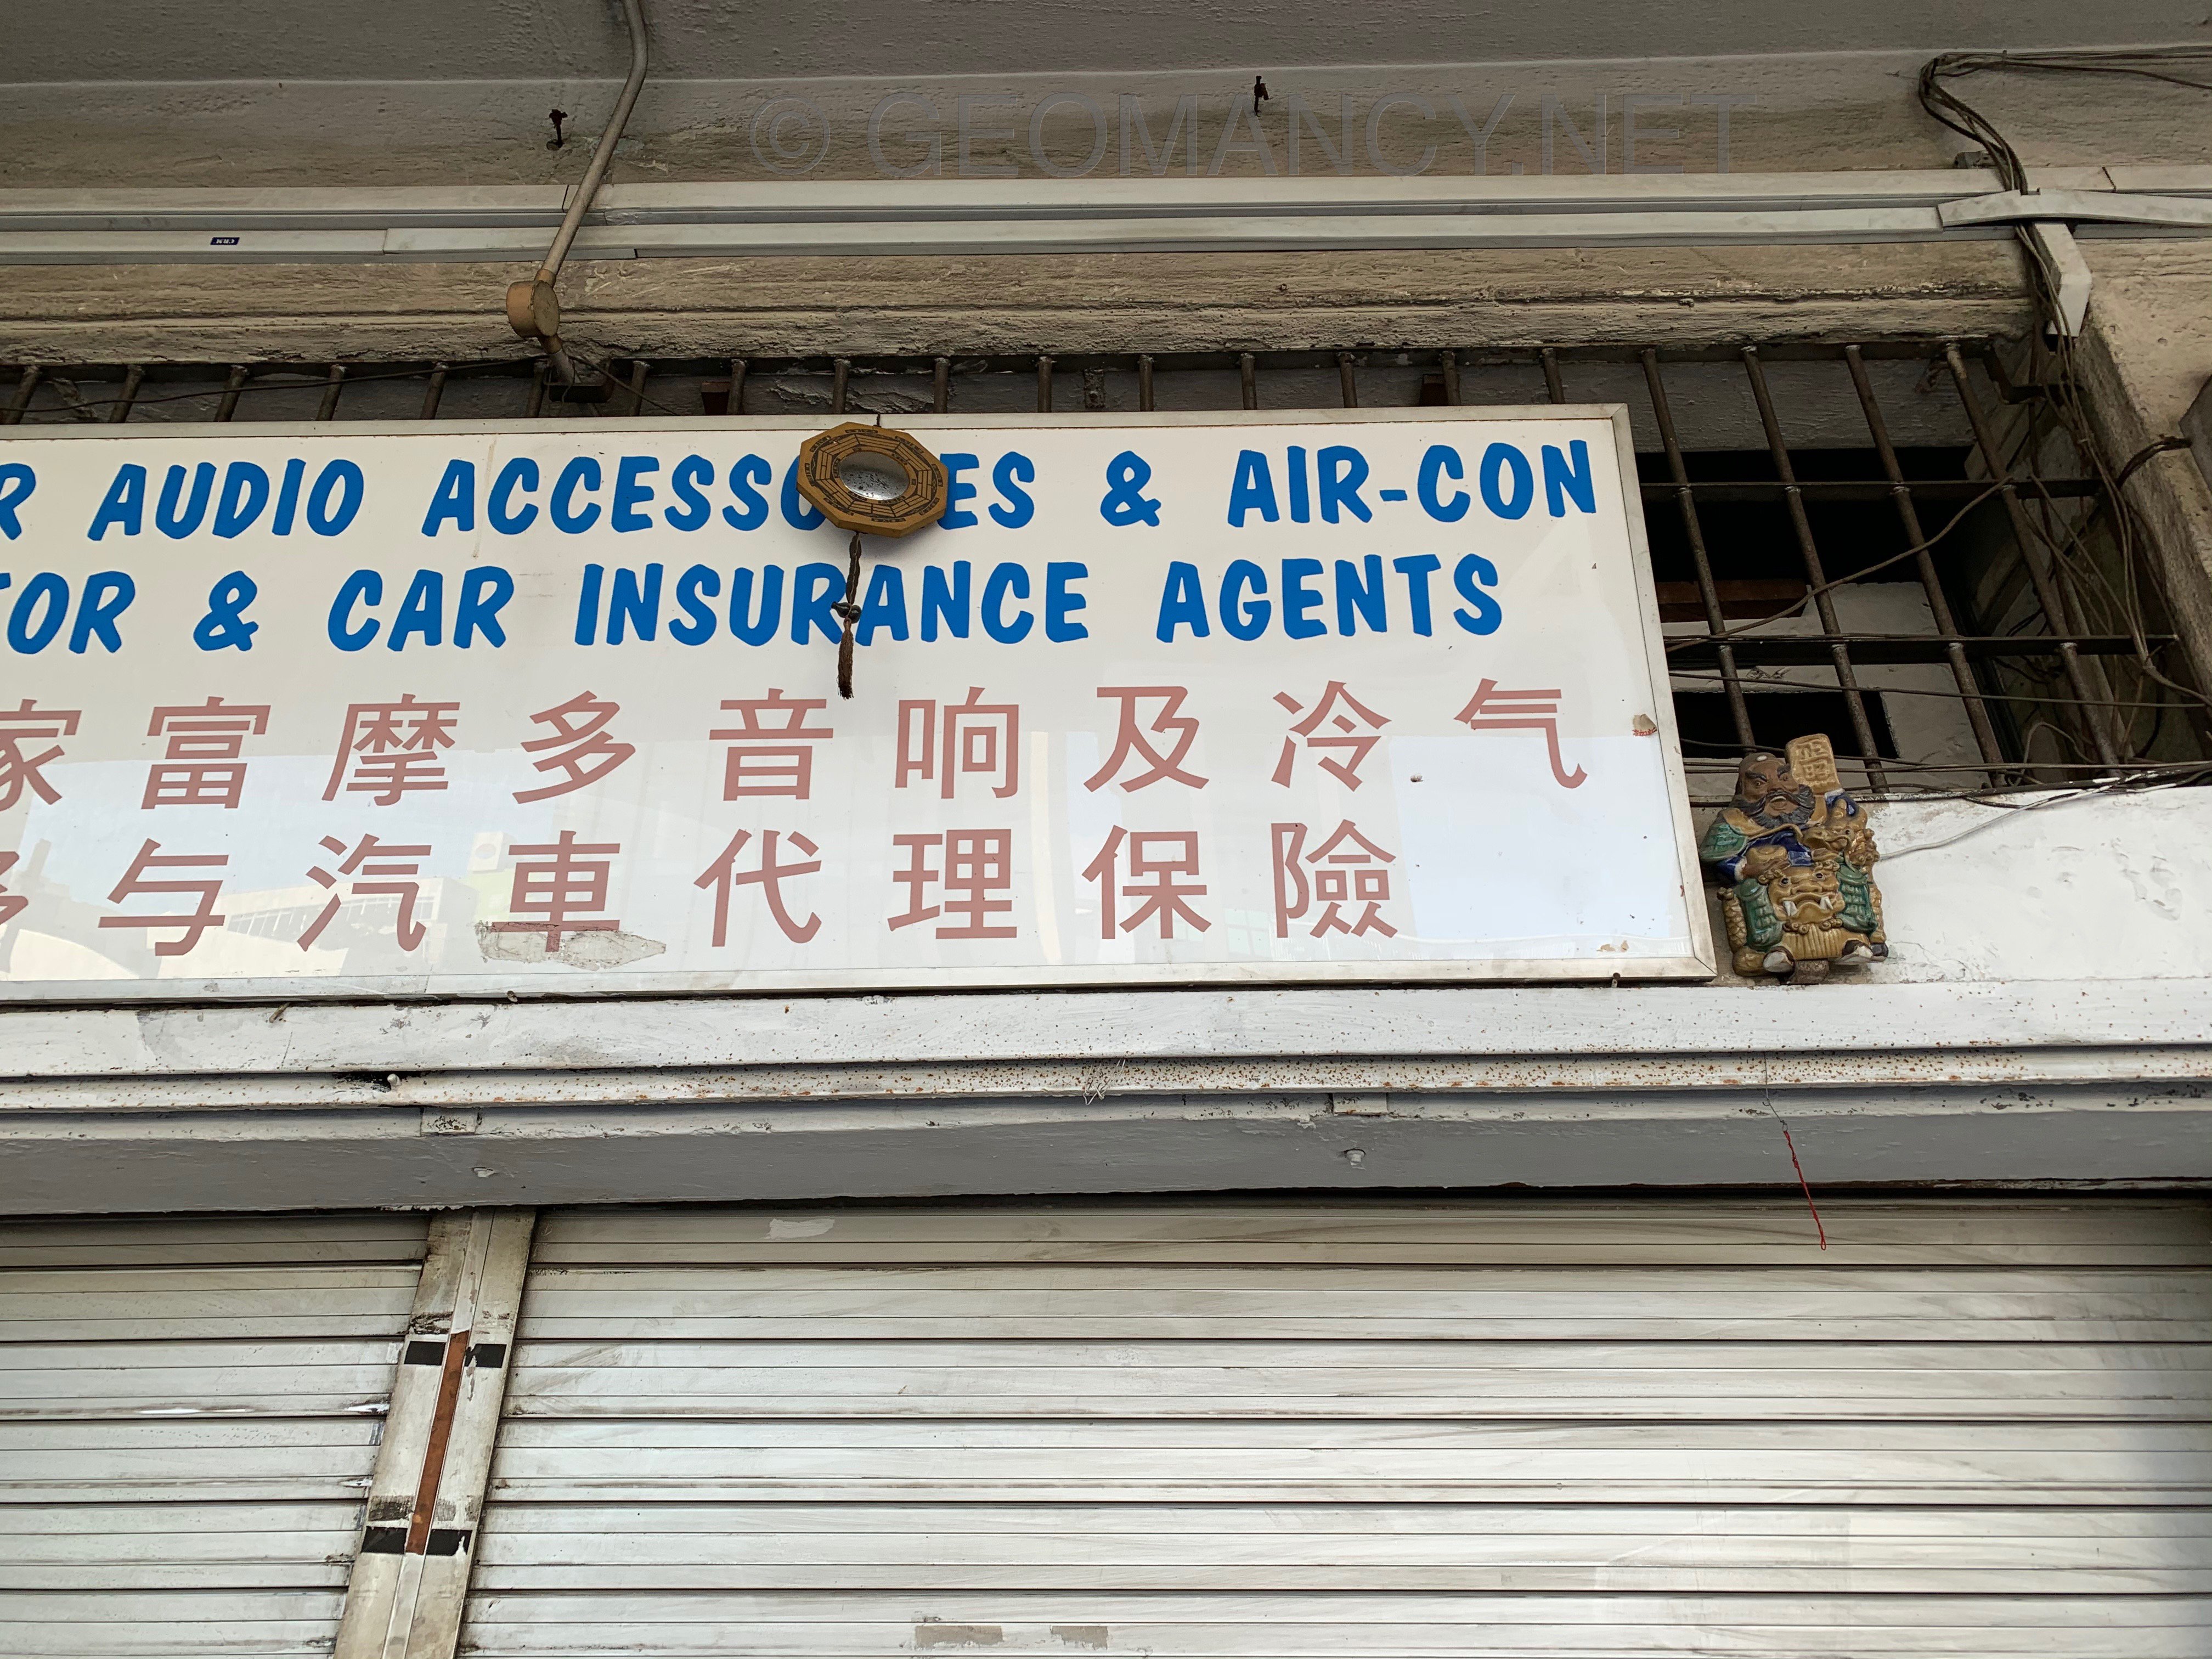 © GEOMANCY.NET
R AUDIO ACCESSO ES & AIR-CON
TOR & CAR INSURANCE AGENTS
家富摩多音响及冷气
多与汽車代理保險